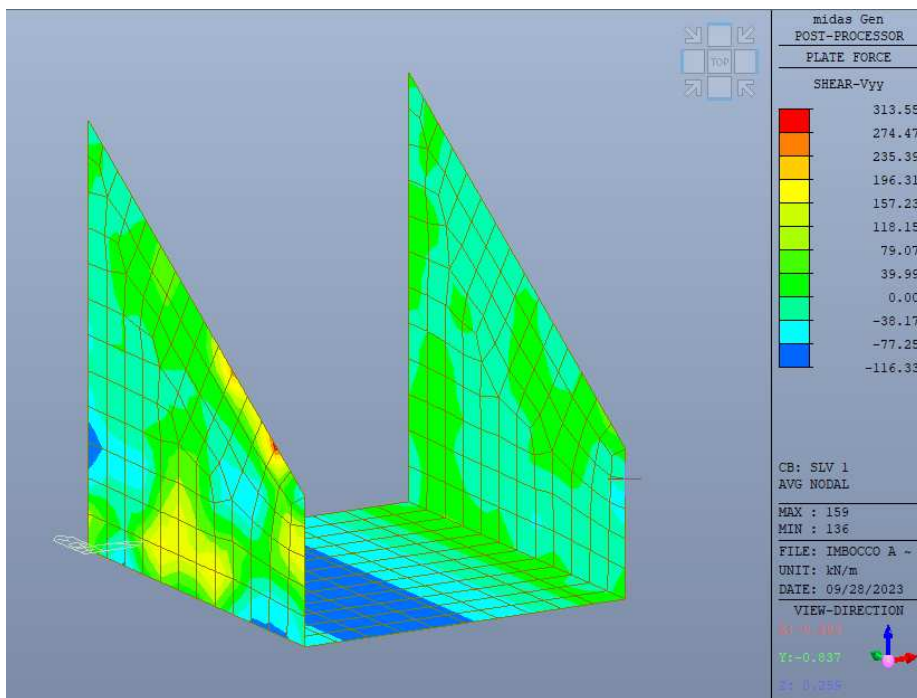 TOP
midas Gen
POST-PROCESSOR
PLATE FORCE
SHEAR-Vyy
313.55
274.47
235.39
196.31
157.23
118.15
79.07
39.99
0.00
-38.17
-77.25
-116.33
CB: SLV 1
AVG NODAL
MAX : 159
MIN : 136
FILE: IMBOCCO A ~
UNIT: kN/m
DATE: 09/28/2023
VIEW-DIRECTION
Y:-0.837